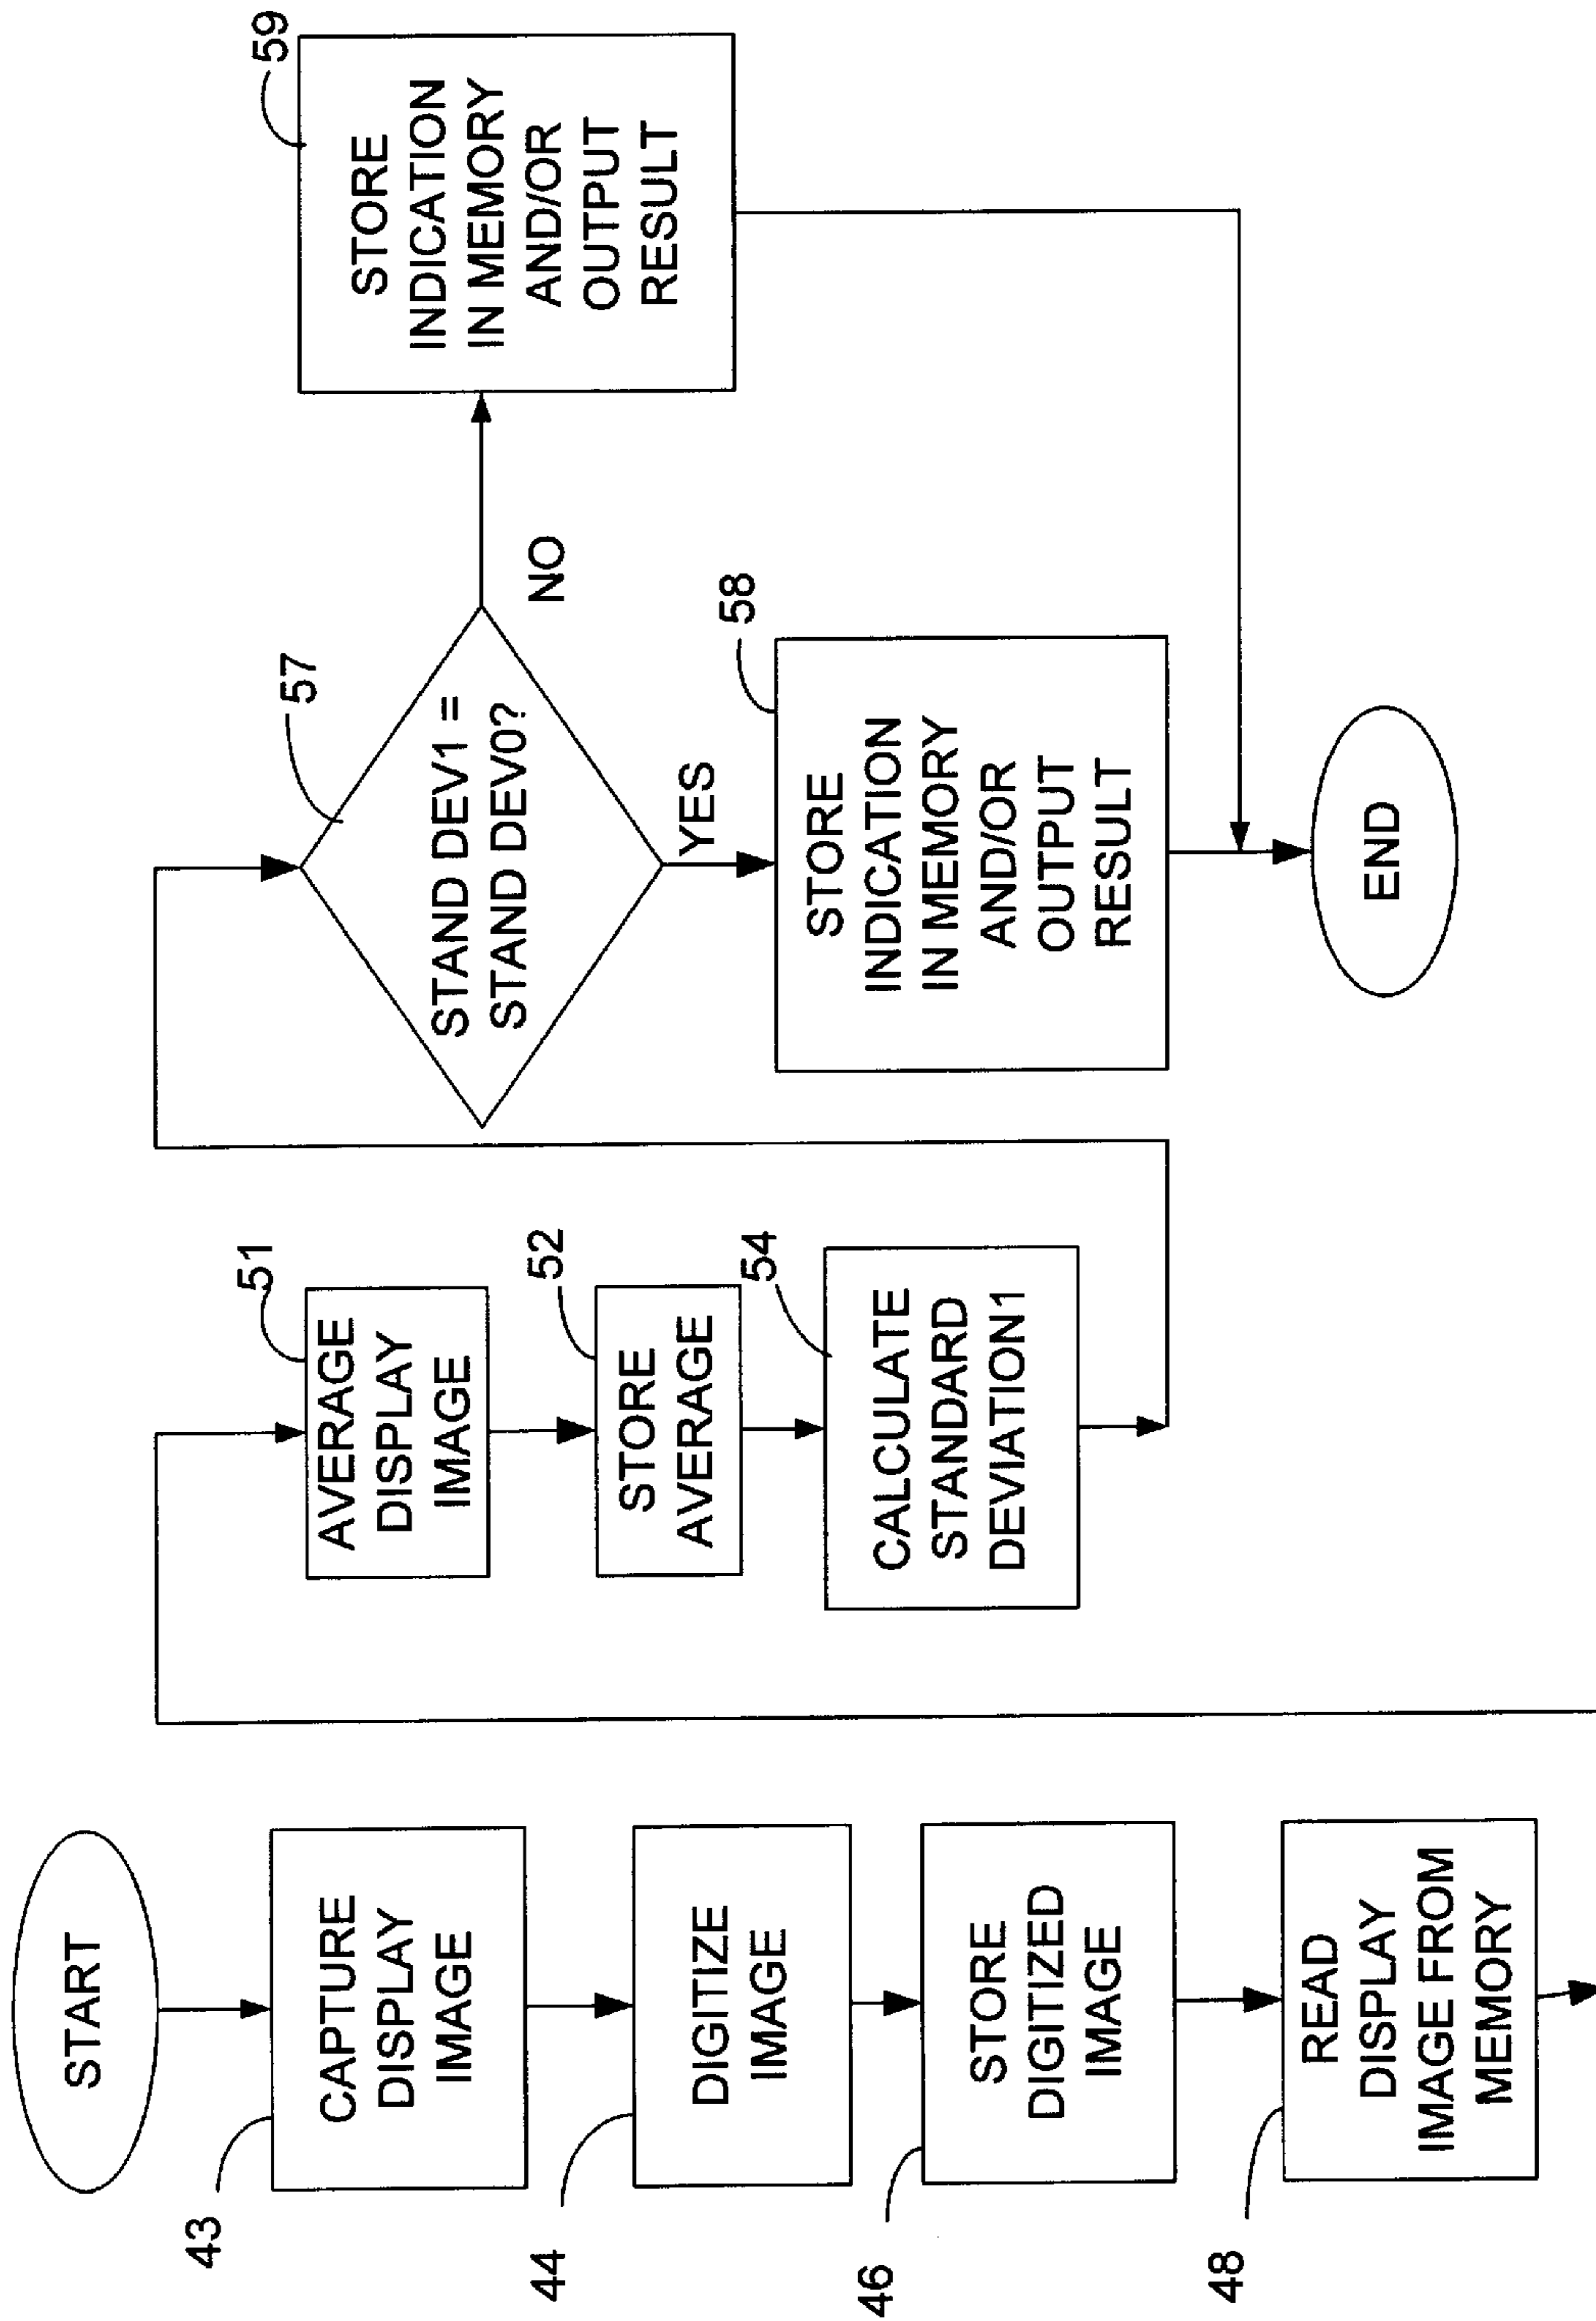 START
43
CAPTURE
DISPLAY
IMAGE
44
DIGITIZE
IMAGE
46
STORE
DIGITIZED
IMAGE
48
READ
DISPLAY
IMAGE FROM
MEMORY
51
AVERAGE
DISPLAY
IMAGE
52
STORE
AVERAGE
54
CALCULATE
STANDARD
DEVIATION1
57
STAND DEV1 =
STAND DEV0?
NO
YES
58
STORE
INDICATION
IN MEMORY
AND/OR
OUTPUT
RESULT
59
STORE
INDICATION
IN MEMORY
AND/OR
OUTPUT
RESULT
END